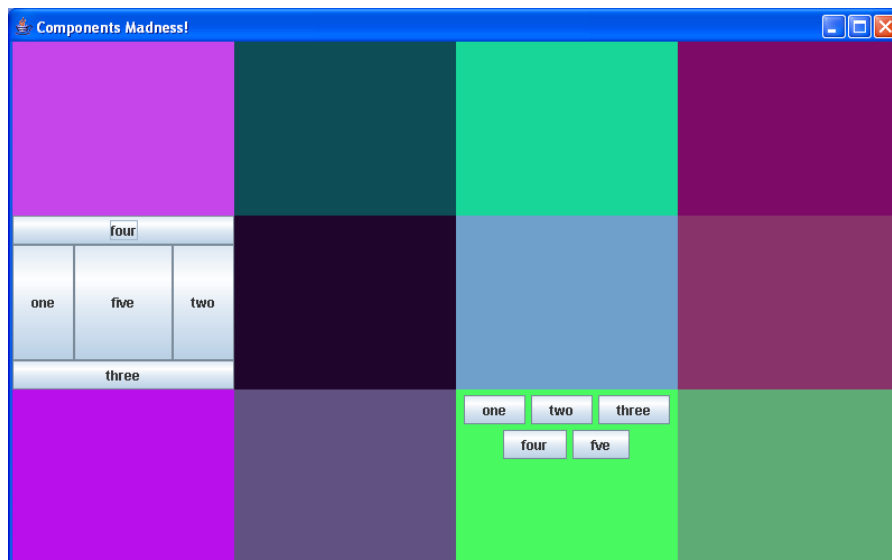 Components Madness!
four
one five two
three
one two three
four fve